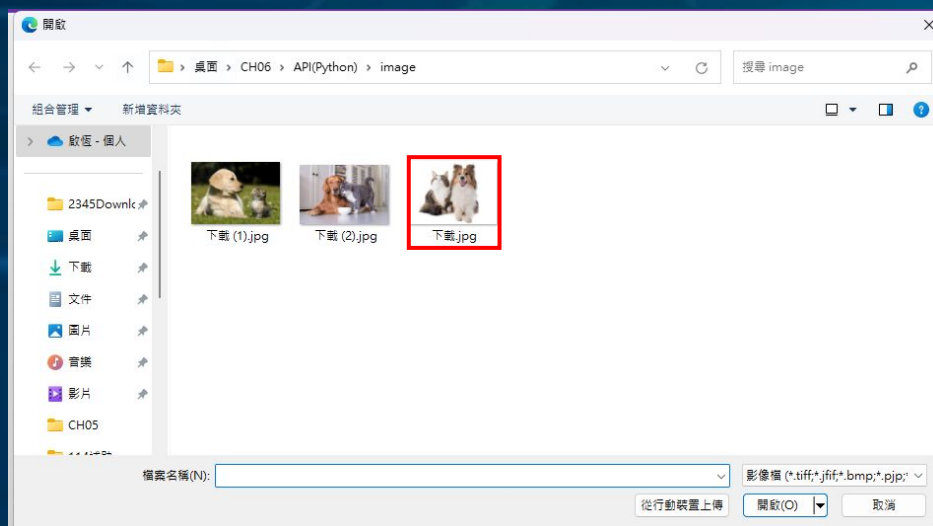 開啟
桌面 > CH06 > API(Python) > image
搜尋 image
組合管理
新增資料夾
啟恆 - 個人
2345Downlc
桌面
下載
文件
圖片
音樂
影片
CH05
下載 (1).jpg
下載 (2).jpg
下載.jpg
檔案名稱(N):
影像檔 (*.tiff;*.jfif;*.bmp;*.pjp;
從行動裝置上傳
開啟(O)
取消